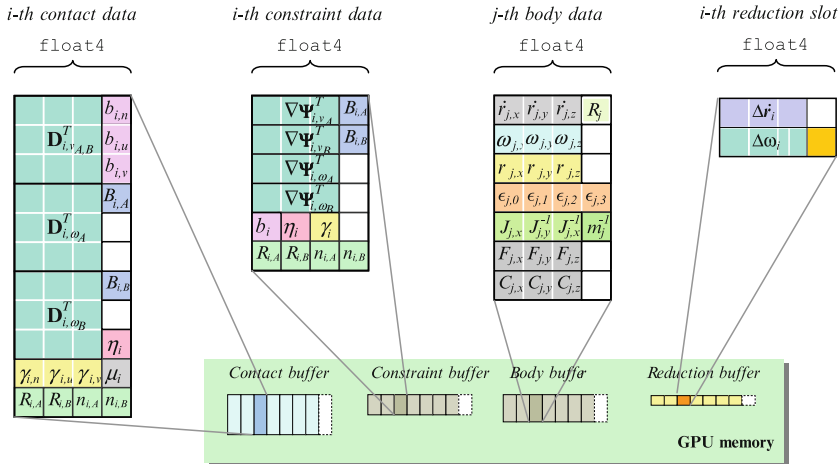 i-th contact data i-th constraint data j-th body data i-th reduction slot
float4 float4 float4 float4
D^T_{i,v_{A,B}} b_{i,n}
b_{i,u}
b_{i,v}
D^T_{i,ω_A} B_{i,A}
D^T_{i,ω_B} B_{i,B}
η_i
γ_{i,n} γ_{i,u} γ_{i,v} μ_i
R_{i,A} R_{i,B} n_{i,A} n_{i,B}
∇Ψ^T_{i,v_A} B_{i,A}
∇Ψ^T_{i,v_B} B_{i,B}
∇Ψ^T_{i,ω_A}
∇Ψ^T_{i,ω_B}
b_i η_i γ_i
R_{i,A} R_{i,B} n_{i,A} n_{i,B}
ṙ_{j,x} ṙ_{j,y} ṙ_{j,z} R_j
ω_{j,x} ω_{j,y} ω_{j,z}
r_{j,x} r_{j,y} r_{j,z}
ϵ_{j,0} ϵ_{j,1} ϵ_{j,2} ϵ_{j,3}
J_{j,x} J^{-1}_{j,y} J^{-1}_{j,x} m^{-1}_j
F_{j,x} F_{j,y} F_{j,z}
C_{j,x} C_{j,y} C_{j,z}
Δṙ_i
Δω_i
Contact buffer Constraint buffer Body buffer Reduction buffer
GPU memory